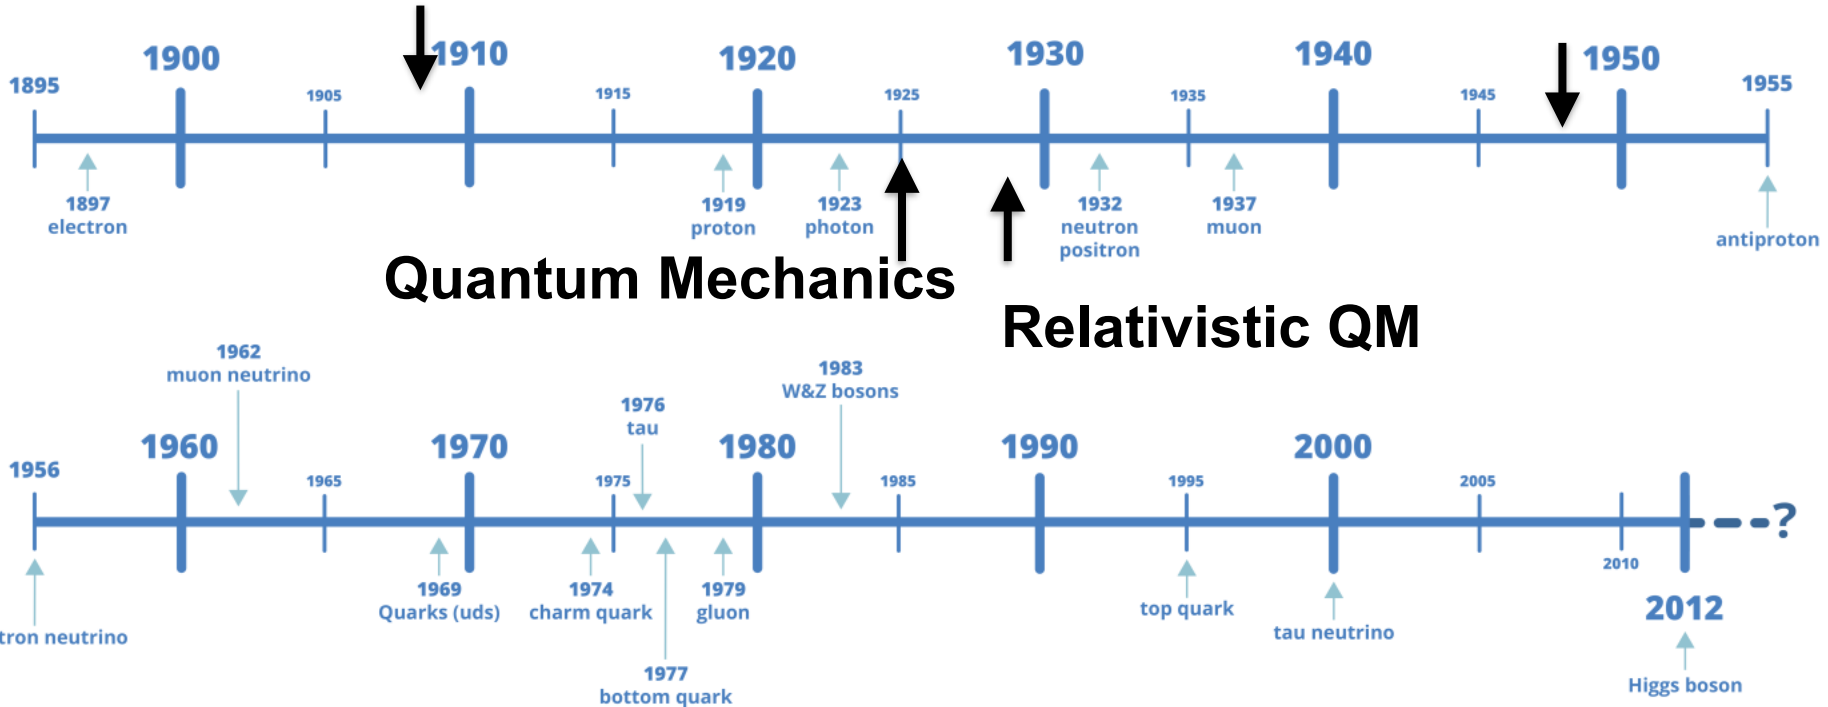 1895
1900
1905
1910
1915
1920
1925
1930
1935
1940
1945
1950
1955
1897
electron
1919
proton
1923
photon
1932
neutron
positron
1937
muon
antiproton
Quantum Mechanics
Relativistic QM
1962
muon neutrino
1976
tau
1983
W&Z bosons
1956
1960
1965
1970
1975
1980
1985
1990
1995
2000
2005
2010
2012
?
tron neutrino
1969
Quarks (uds)
1974
charm quark
1977
bottom quark
1979
gluon
top quark
tau neutrino
Higgs boson